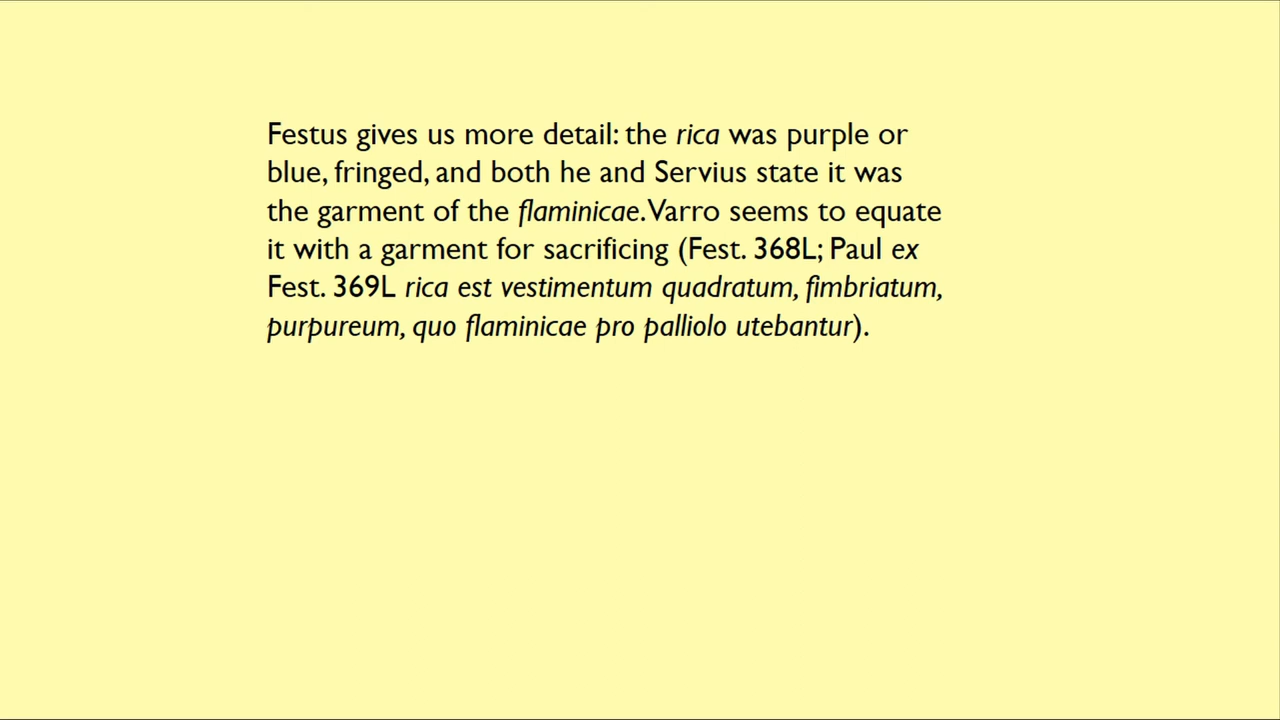 Festus gives us more detail: the rica was purple or
blue, fringed, and both he and Servius state it was
the garment of the flaminicae. Varro seems to equate
it with a garment for sacrificing (Fest. 368L; Paul ex
Fest. 369L rica est vestimentum quadratum, fimbriatum,
purpureum, quo flaminicae pro palliolo utebantur).